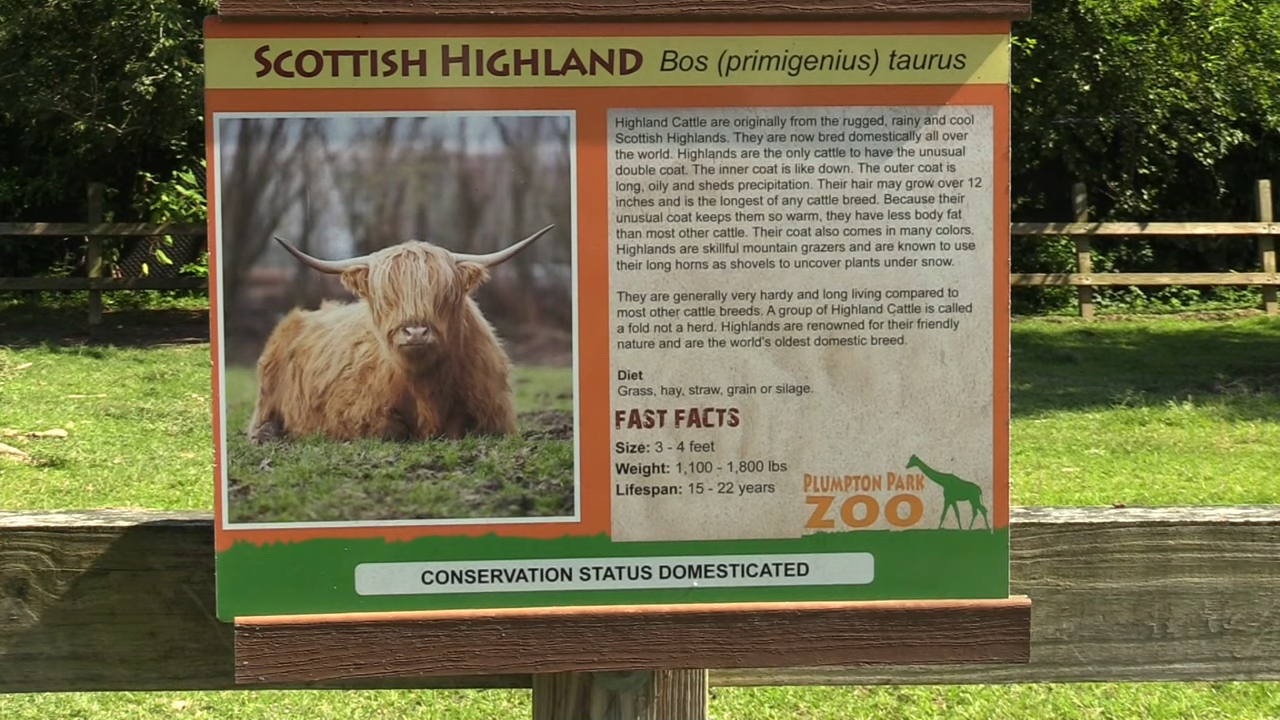 SCOTTISH HIGHLAND Bos (primigenius) taurus
Highland Cattle are originally from the rugged, rainy and cool
Scottish Highlands. They are now bred domestically all over
the world. Highlands are the only cattle to have the unusual
double coat. The inner coat is like down. The outer coat is
long, oily and sheds precipitation. Their hair may grow over 12
inches and is the longest of any cattle breed. Because their
unusual coat keeps them so warm, they have less body fat
than most other cattle. Their coat also comes in many colors.
Highlands are skillful mountain grazers and are known to use
their long horns as shovels to uncover plants under snow.
They are generally very hardy and long living compared to
most other cattle breeds. A group of Highland Cattle is called
a fold not a herd. Highlands are renowned for their friendly
nature and are the world's oldest domestic breed.
Diet
Grass, hay, straw, grain or silage.
FAST FACTS
Size: 3 - 4 feet
Weight: 1,100 - 1,800 lbs
Lifespan: 15 - 22 years
PLUMPTON PARK
ZOO
CONSERVATION STATUS DOMESTICATED